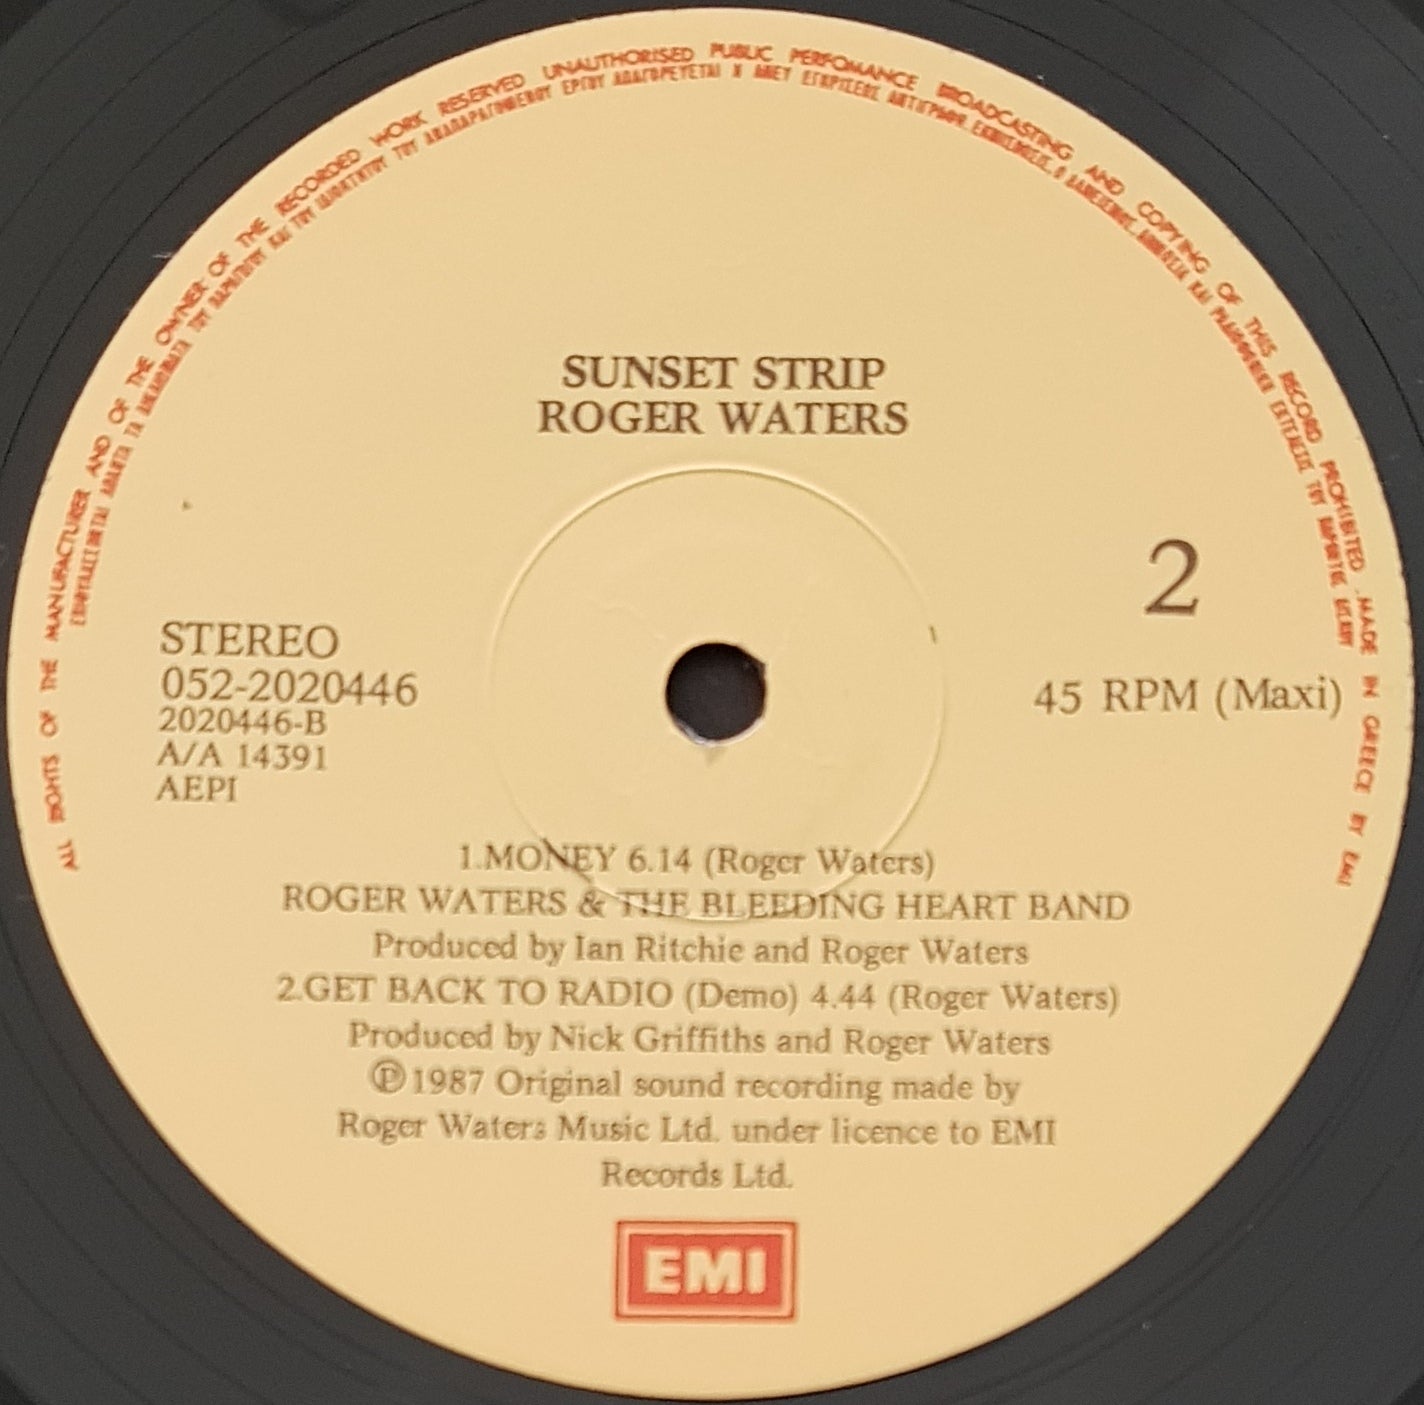 ALL RIGHTS OF THE MANUFACTURER AND OF THE OWNER OF THE RECORDED WORK RESERVED UNAUTHORISED PUBLIC PERFOMANCE BROADCASTING AND COPYING OF THIS RECORD PROHIBITED . MADE IN GREECE BY EMI
SUNSET STRIP
ROGER WATERS
2
STEREO
052-2020446
2020446-B
A/A 14391
AEPI
45 RPM (Maxi)
1.MONEY 6.14 (Roger Waters)
ROGER WATERS & THE BLEEDING HEART BAND
Produced by Ian Ritchie and Roger Waters
2.GET BACK TO RADIO (Demo) 4.44 (Roger Waters)
Produced by Nick Griffiths and Roger Waters
Ⓟ1987 Original sound recording made by
Roger Waters Music Ltd. under licence to EMI
Records Ltd.
EMI